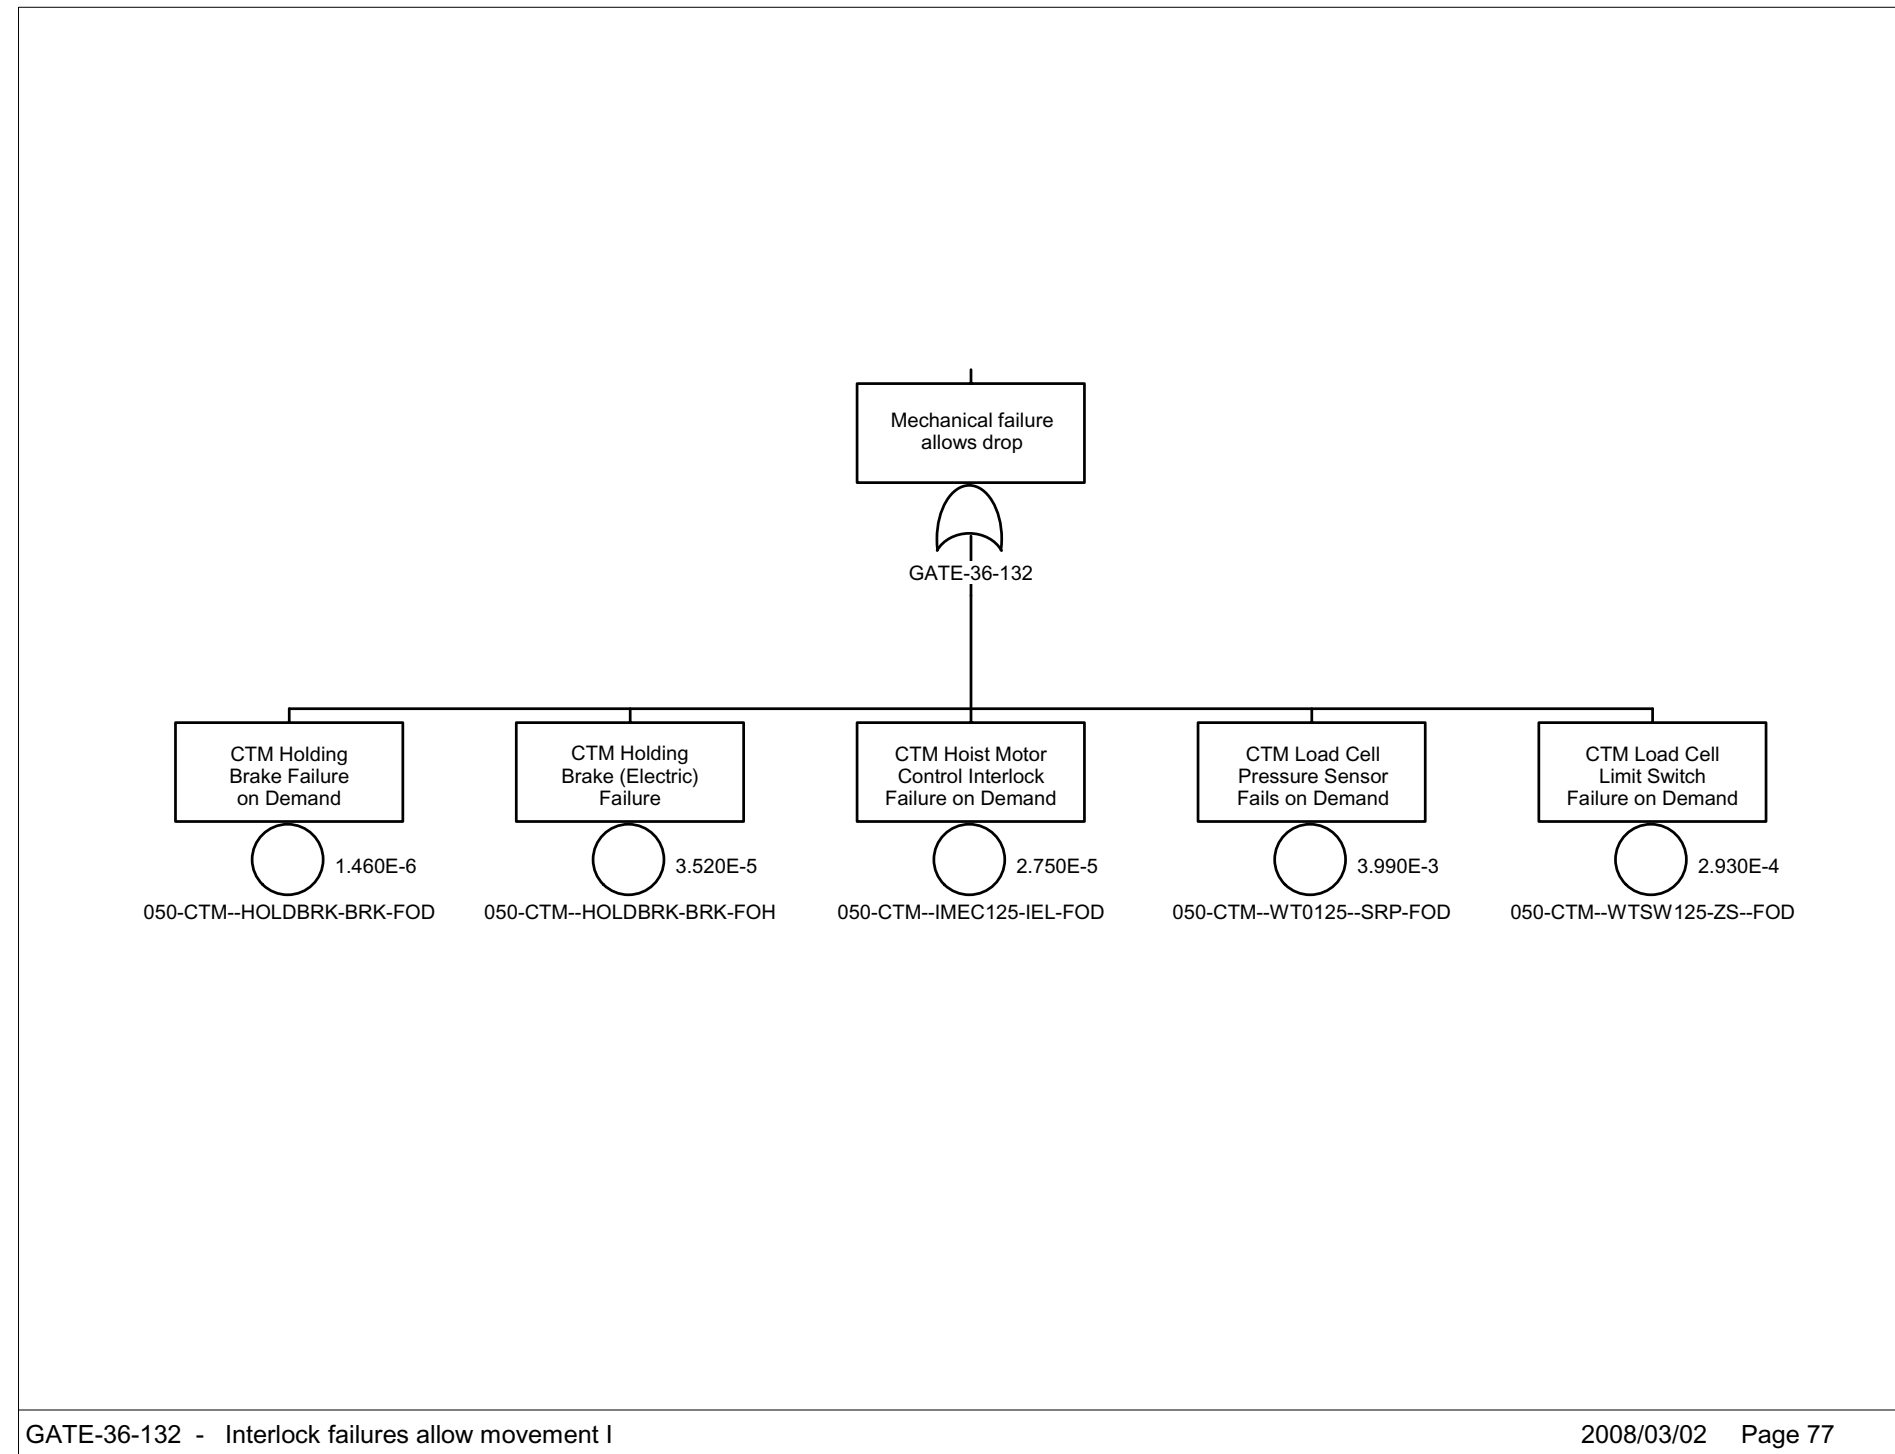 Mechanical failure
allows drop
GATE-36-132
CTM Holding
Brake Failure
on Demand
1.460E-6
050-CTM--HOLDBRK-BRK-FOD
CTM Holding
Brake (Electric)
Failure
3.520E-5
050-CTM--HOLDBRK-BRK-FOH
CTM Hoist Motor
Control Interlock
Failure on Demand
2.750E-5
050-CTM--IMEC125-IEL-FOD
CTM Load Cell
Pressure Sensor
Fails on Demand
3.990E-3
050-CTM--WT0125--SRP-FOD
CTM Load Cell
Limit Switch
Failure on Demand
2.930E-4
050-CTM--WTSW125-ZS--FOD
GATE-36-132 - Interlock failures allow movement I
2008/03/02 Page 77